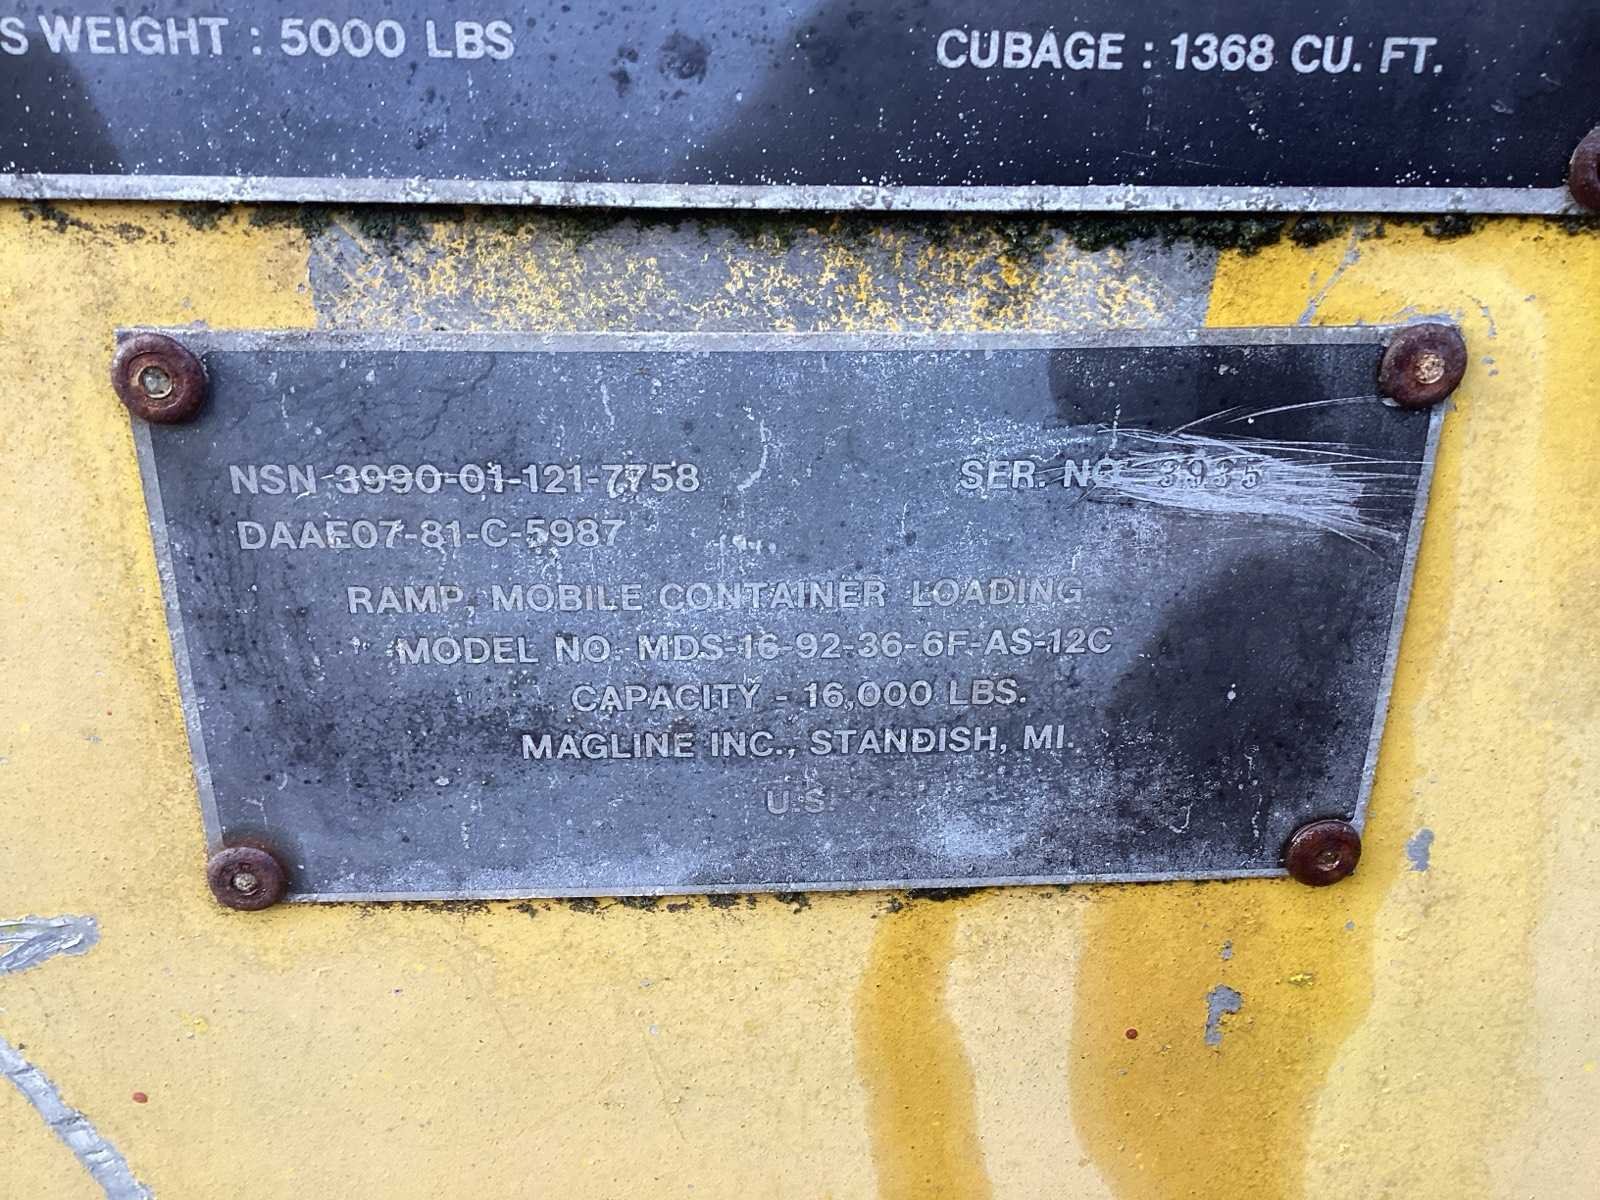 S WEIGHT : 5000 LBS
CUBAGE : 1368 CU. FT.
NSN 3990-01-121-7758
SER. NO. 3935
DAAE07-81-C-5987
RAMP, MOBILE CONTAINER LOADING
MODEL NO. MDS-16-92-36-6F-AS-12C
CAPACITY - 16,000 LBS.
MAGLINE INC., STANDISH, MI.
U.S.